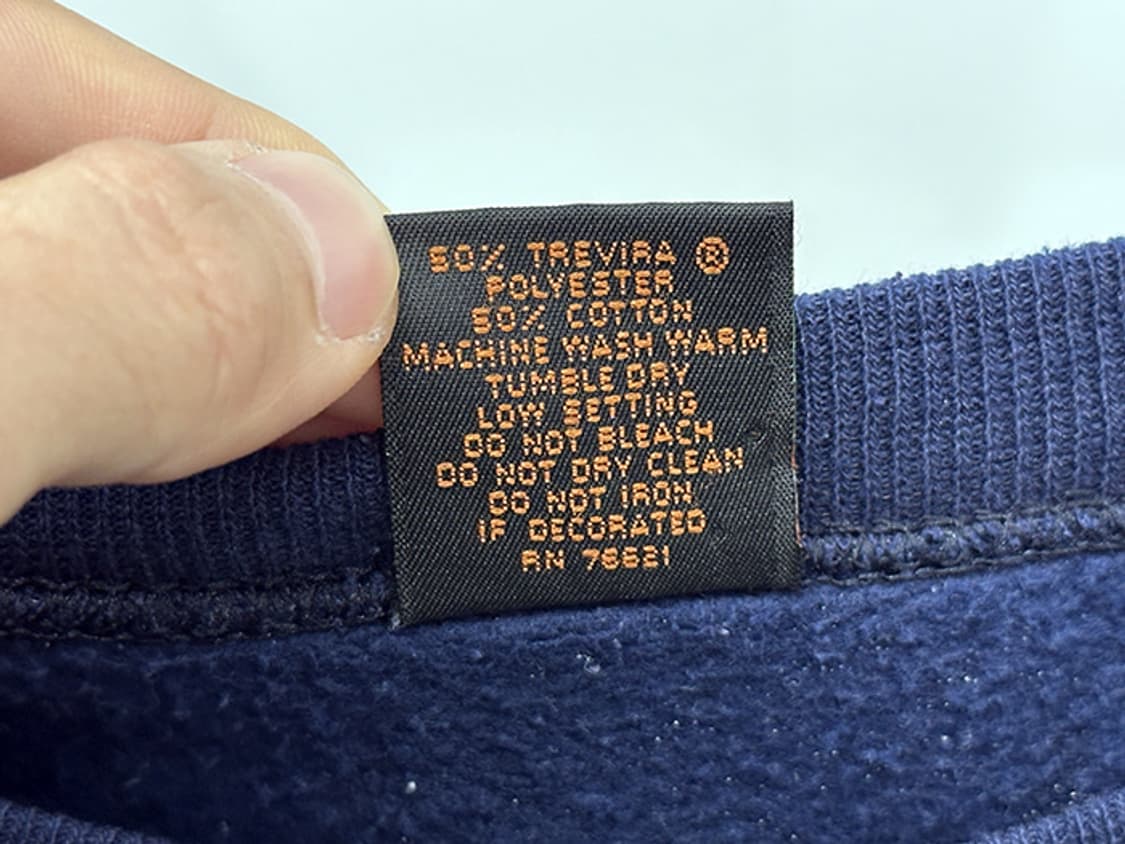 50% TREVIRA ®
POLYESTER
50% COTTON
MACHINE WASH WARM
TUMBLE DRY
LOW SETTING
DO NOT BLEACH
DO NOT DRY CLEAN
DO NOT IRON
IF DECORATED
RN